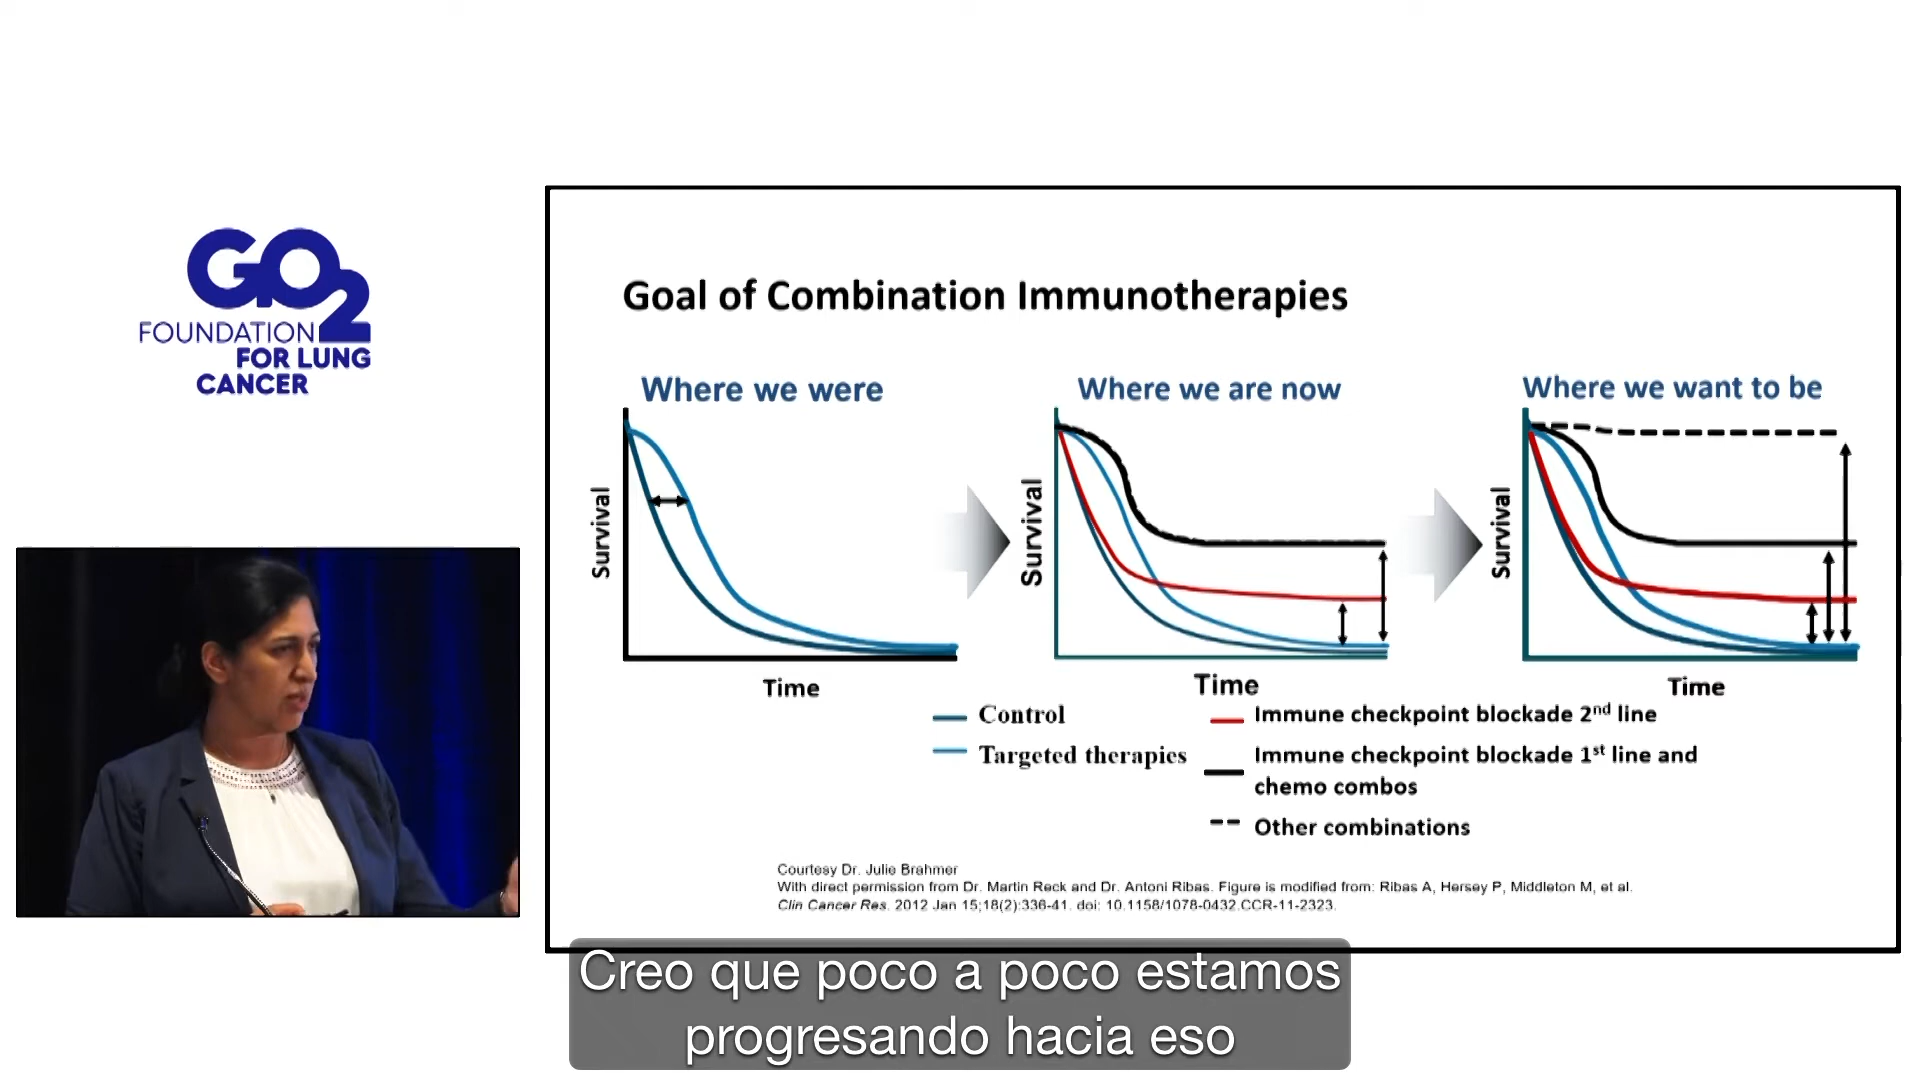 GO2
FOUNDATION
FOR LUNG
CANCER
Goal of Combination Immunotherapies
Where we were
Where we are now
Where we want to be
Survival
Time
Survival
Time
Survival
Time
Control
Targeted therapies
Immune checkpoint blockade 2nd line
Immune checkpoint blockade 1st line and
chemo combos
Other combinations
Courtesy Dr. Julie Brahmer
With direct permission from Dr. Martin Reck and Dr. Antoni Ribas. Figure is modified from: Ribas A, Hersey P, Middleton M, et al.
Clin Cancer Res. 2012 Jan 15;18(2):336-41. doi: 10.1158/1078-0432.CCR-11-2323.
Creo que poco a poco estamos
progresando hacia eso